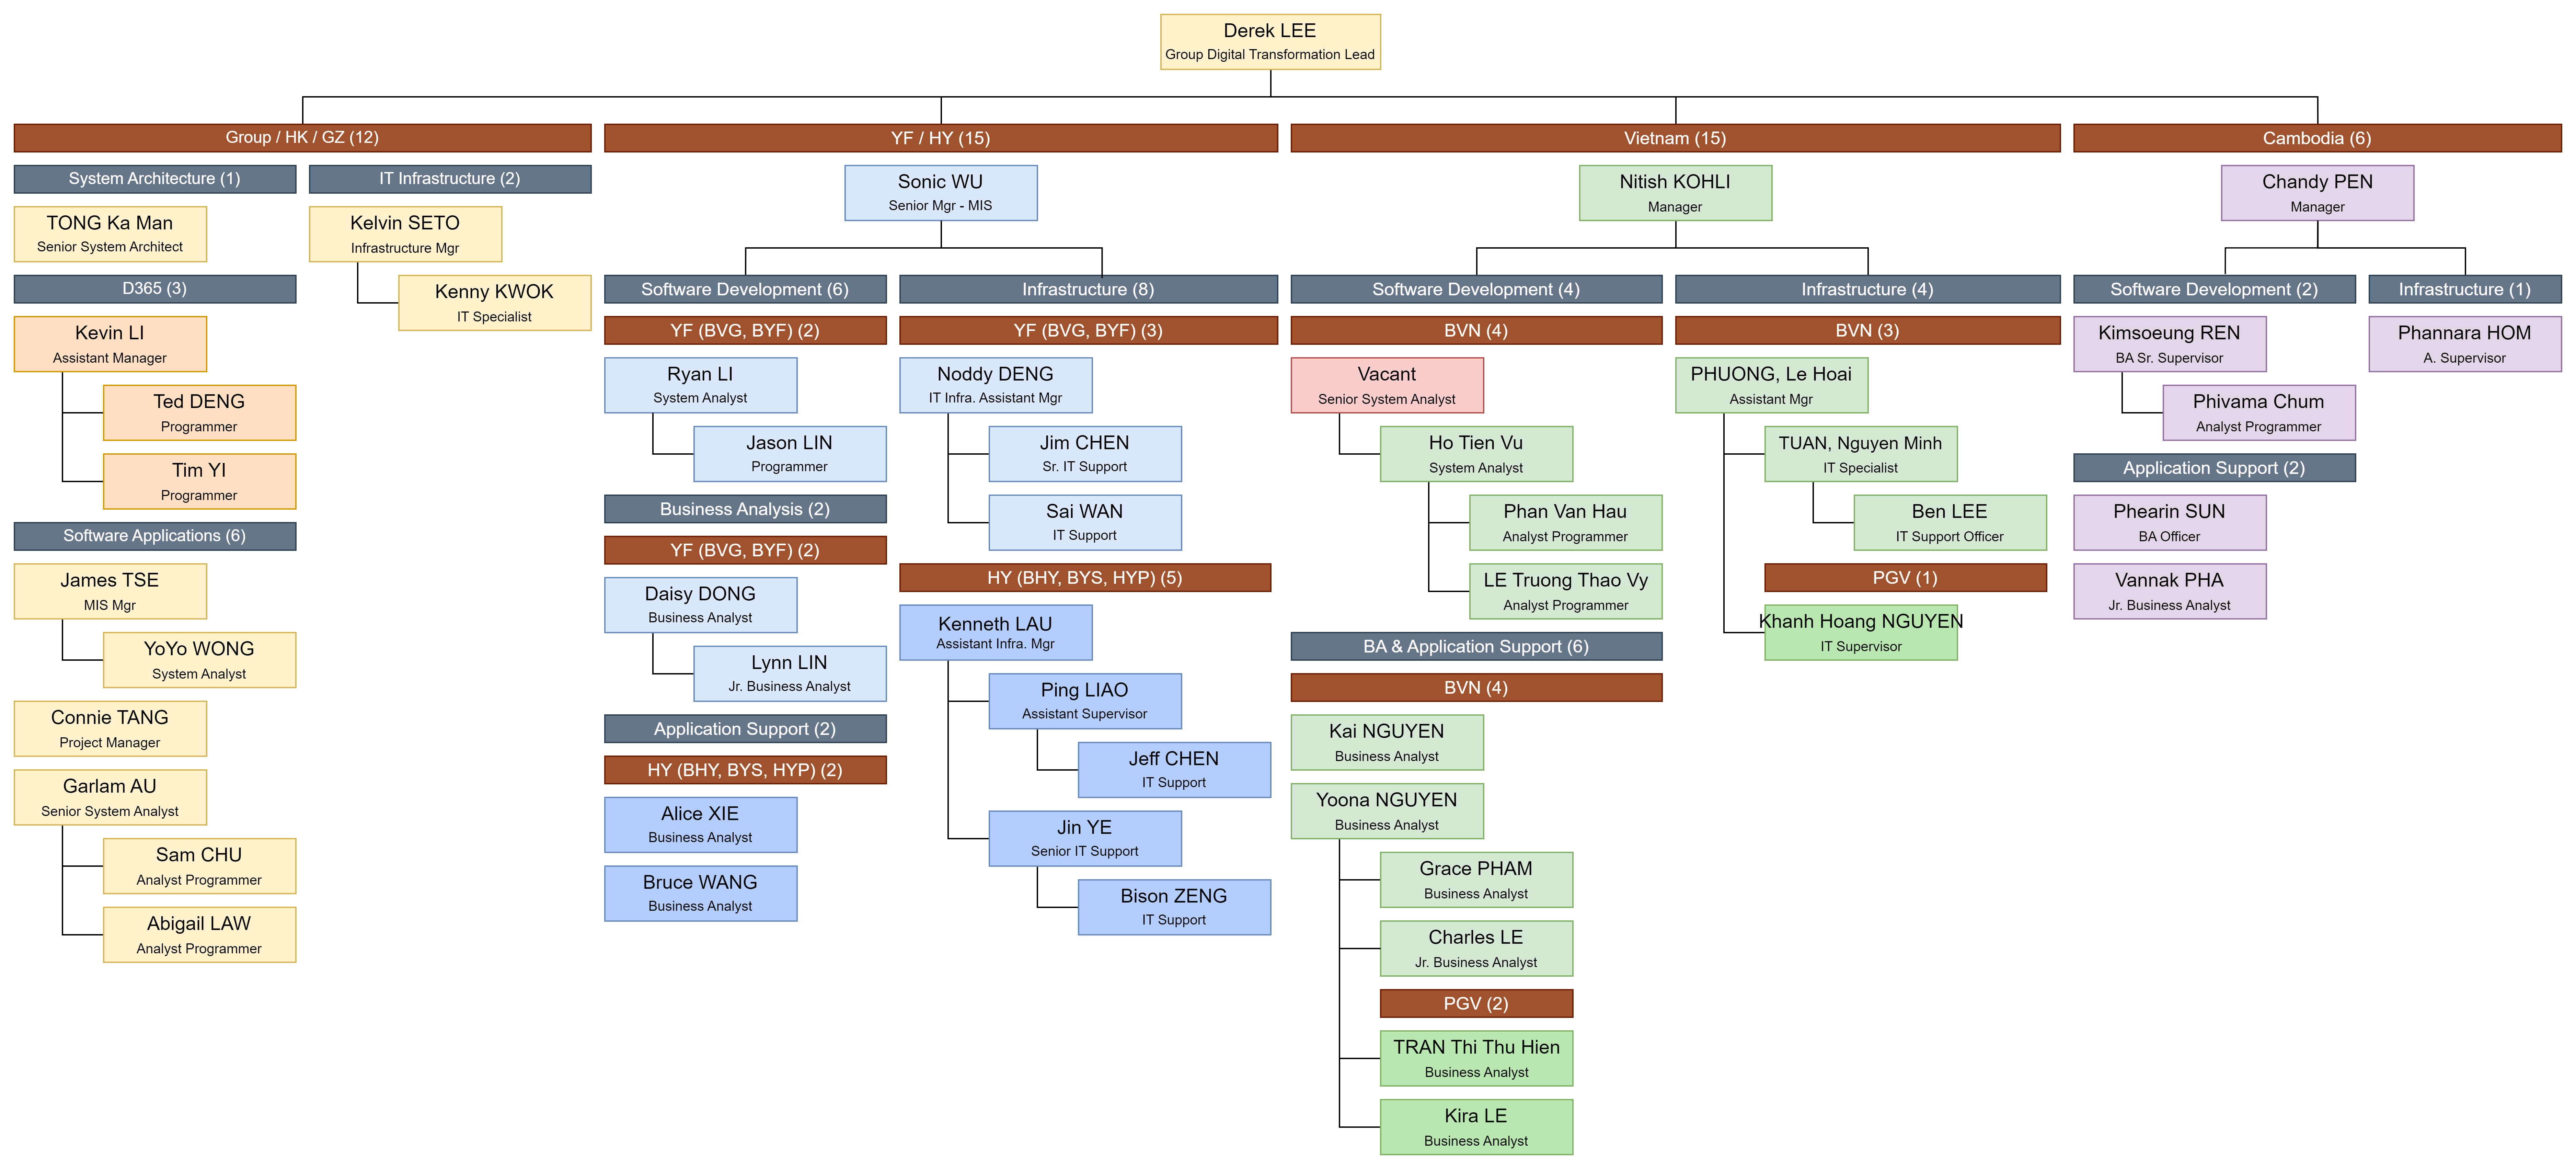 Derek LEE
Group Digital Transformation Lead
Group / HK / GZ (12)
System Architecture (1)
TONG Ka Man
Senior System Architect
D365 (3)
Kevin LI
Assistant Manager
Ted DENG
Programmer
Tim YI
Programmer
Software Applications (6)
James TSE
MIS Mgr
YoYo WONG
System Analyst
Connie TANG
Project Manager
Garlam AU
Senior System Analyst
Sam CHU
Analyst Programmer
Abigail LAW
Analyst Programmer
IT Infrastructure (2)
Kelvin SETO
Infrastructure Mgr
Kenny KWOK
IT Specialist
YF / HY (15)
Sonic WU
Senior Mgr - MIS
Software Development (6)
YF (BVG, BYF) (2)
Ryan LI
System Analyst
Jason LIN
Programmer
Business Analysis (2)
YF (BVG, BYF) (2)
Daisy DONG
Business Analyst
Lynn LIN
Jr. Business Analyst
Application Support (2)
HY (BHY, BYS, HYP) (2)
Alice XIE
Business Analyst
Bruce WANG
Business Analyst
Infrastructure (8)
YF (BVG, BYF) (3)
Noddy DENG
IT Infra. Assistant Mgr
Jim CHEN
Sr. IT Support
Sai WAN
IT Support
HY (BHY, BYS, HYP) (5)
Kenneth LAU
Assistant Infra. Mgr
Ping LIAO
Assistant Supervisor
Jeff CHEN
IT Support
Jin YE
Senior IT Support
Bison ZENG
IT Support
Vietnam (15)
Nitish KOHLI
Manager
Software Development (4)
BVN (4)
Vacant
Senior System Analyst
Ho Tien Vu
System Analyst
Phan Van Hau
Analyst Programmer
LE Truong Thao Vy
Analyst Programmer
BA & Application Support (6)
BVN (4)
Kai NGUYEN
Business Analyst
Yoona NGUYEN
Business Analyst
Grace PHAM
Business Analyst
Charles LE
Jr. Business Analyst
PGV (2)
TRAN Thi Thu Hien
Business Analyst
Kira LE
Business Analyst
Infrastructure (4)
BVN (3)
PHUONG, Le Hoai
Assistant Mgr
TUAN, Nguyen Minh
IT Specialist
Ben LEE
IT Support Officer
PGV (1)
Khanh Hoang NGUYEN
IT Supervisor
Cambodia (6)
Chandy PEN
Manager
Software Development (2)
Kimsoeung REN
BA Sr. Supervisor
Phivama Chum
Analyst Programmer
Application Support (2)
Phearin SUN
BA Officer
Vannak PHA
Jr. Business Analyst
Infrastructure (1)
Phannara HOM
A. Supervisor